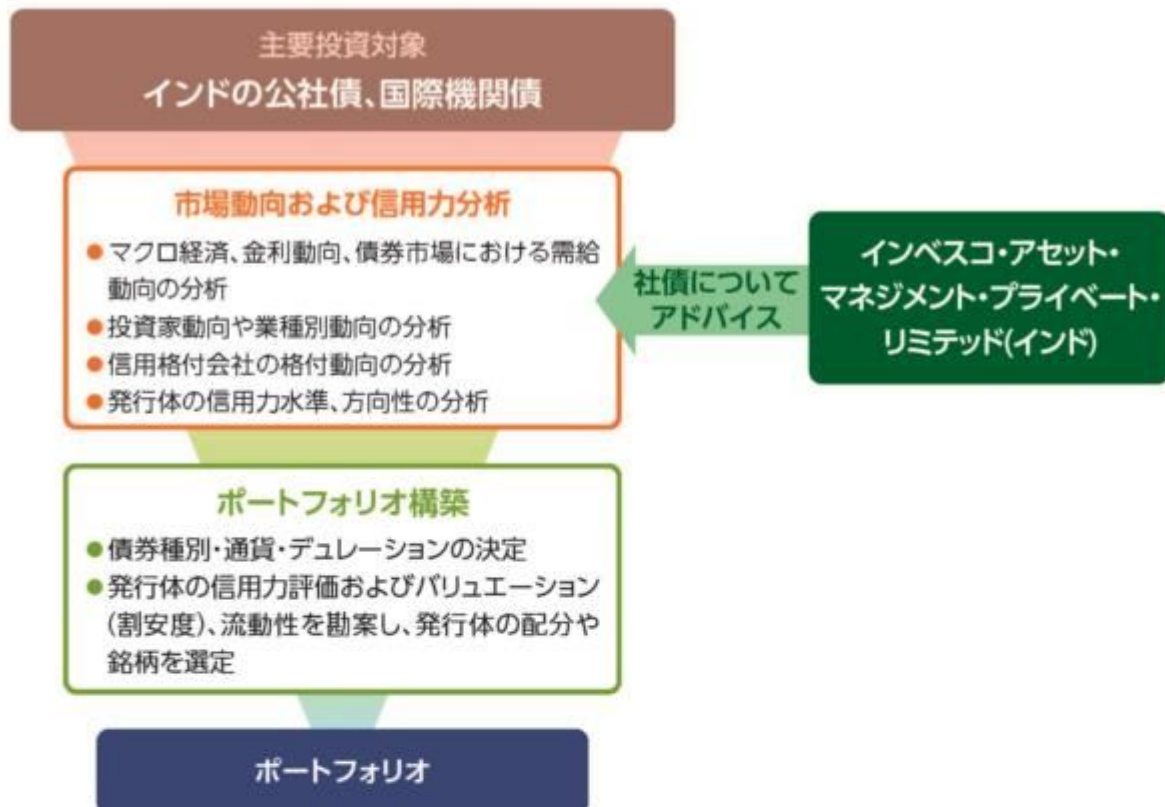 主要投資対象
インドの公社債、国際機関債
市場動向および信用力分析
●マクロ経済、金利動向、債券市場における需給
動向の分析
●投資家動向や業種別動向の分析
●信用格付会社の格付動向の分析
●発行体の信用力水準、方向性の分析
社債について
アドバイス
インベスコ・アセット・
マネジメント・プライベート・
リミテッド(インド)
ポートフォリオ構築
●債券種別・通貨・デュレーションの決定
●発行体の信用力評価およびバリュエーション
(割安度)、流動性を勘案し、発行体の配分や
銘柄を選定
ポートフォリオ